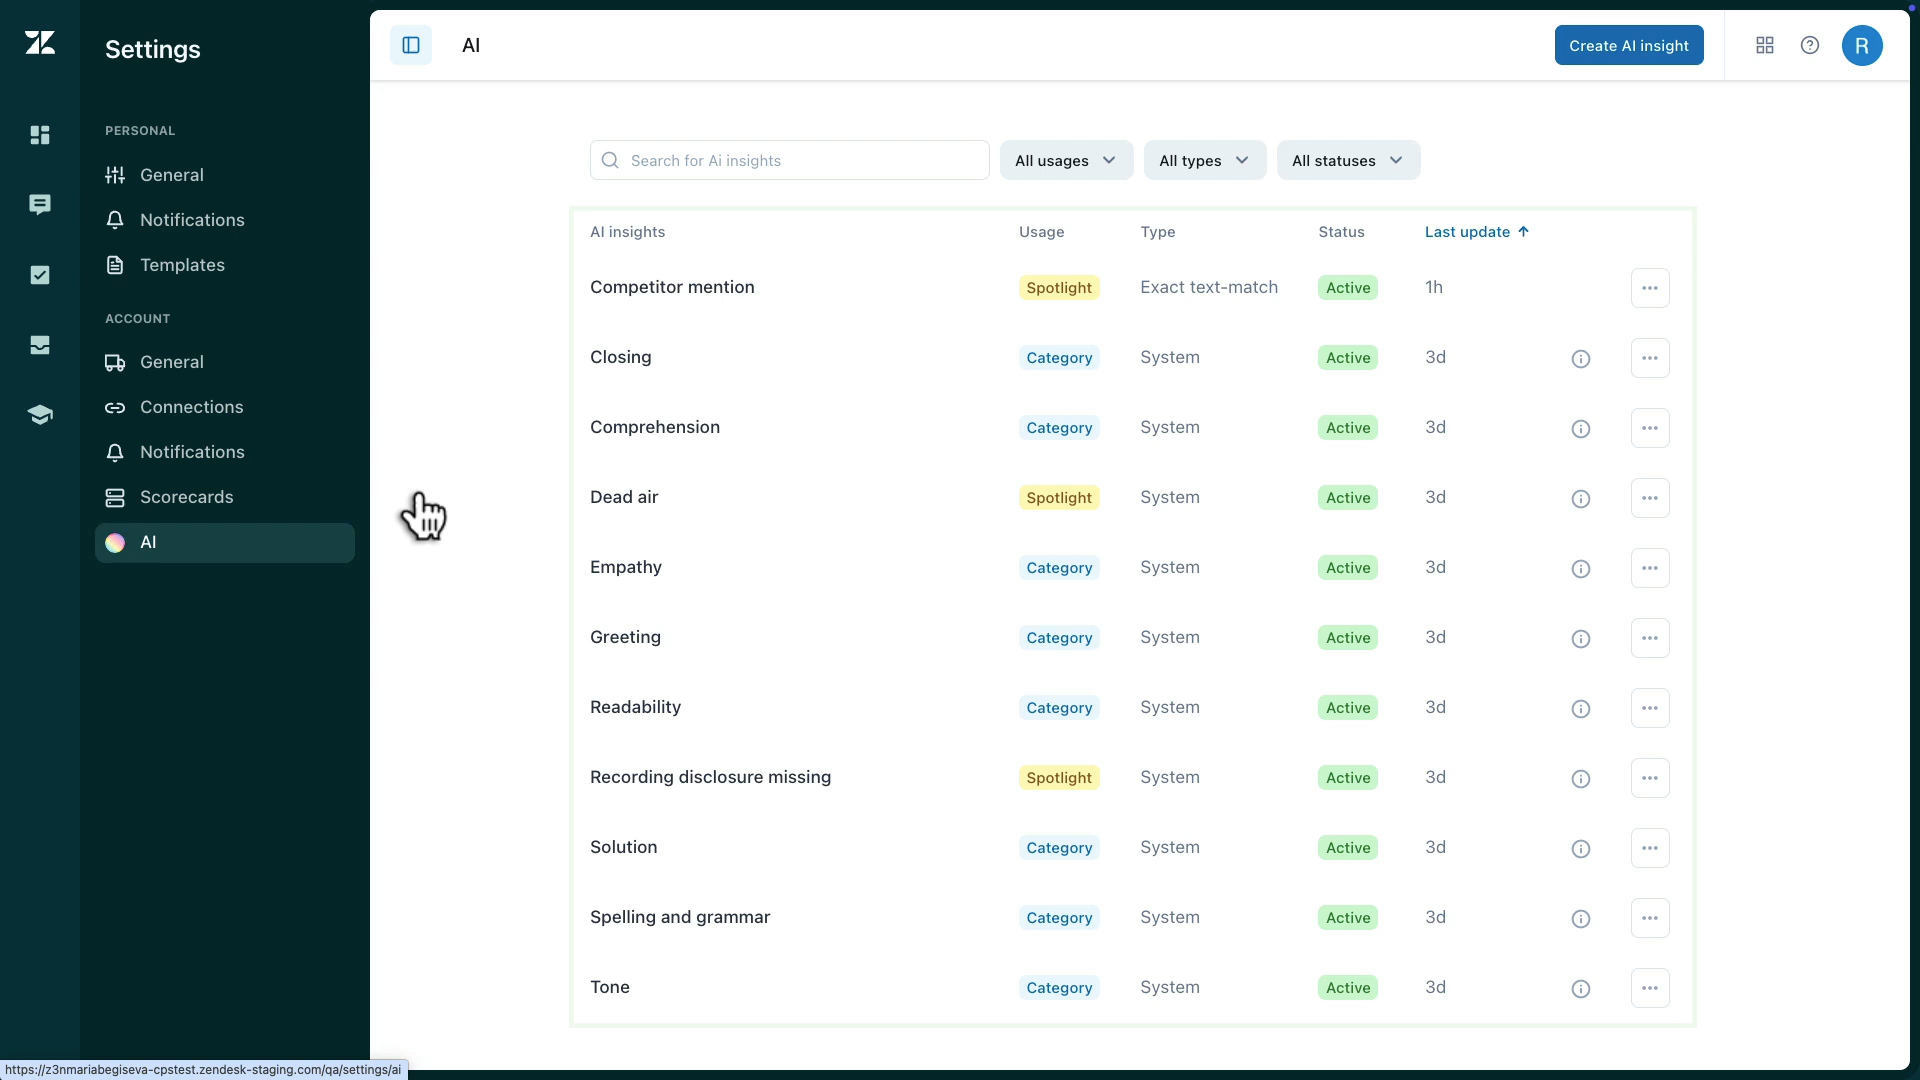 Settings
AI
Create AI insight
R
PERSONAL
General
Notifications
Templates
ACCOUNT
General
Connections
Notifications
Scorecards
AI
Search for Ai insights
All usages
All types
All statuses
AI insights Usage Type Status Last update
Competitor mention Spotlight Exact text-match Active 1h
Closing Category System Active 3d
Comprehension Category System Active 3d
Dead air Spotlight System Active 3d
Empathy Category System Active 3d
Greeting Category System Active 3d
Readability Category System Active 3d
Recording disclosure missing Spotlight System Active 3d
Solution Category System Active 3d
Spelling and grammar Category System Active 3d
Tone Category System Active 3d
https://z3nmariabegiseva-cpstest.zendesk-staging.com/qa/settings/ai